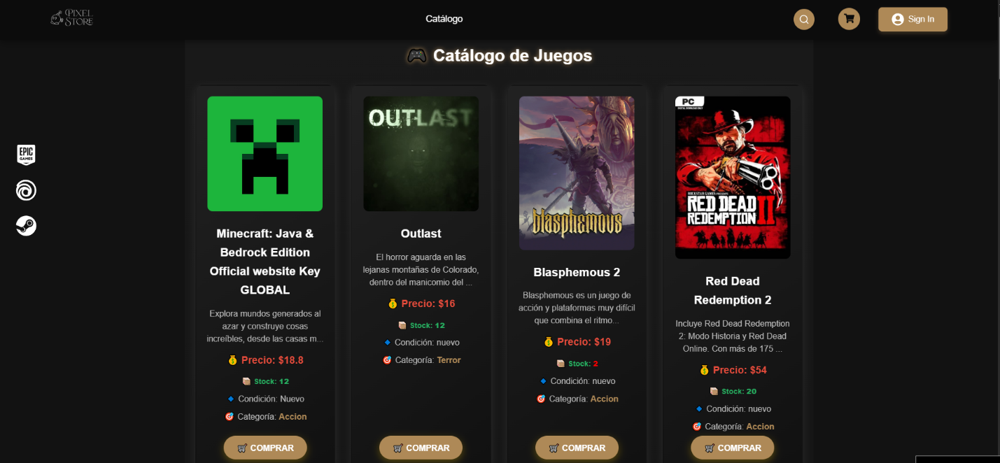 PIXEL
STORE
Catálogo
Sign In
🎮 Catálogo de Juegos
EPIC
GAMES
Minecraft: Java &
Bedrock Edition
Official website Key
GLOBAL
Explora mundos generados al
azar y construye cosas
increíbles, desde las casas m...
💰 Precio: $18.8
📦 Stock: 12
🔹 Condición: Nuevo
🎯 Categoría: Accion
🛒 COMPRAR
OUTLAST
Outlast
El horror aguarda en las
lejanas montañas de Colorado,
dentro del manicomio del ...
💰 Precio: $16
📦 Stock: 12
🔹 Condición: nuevo
🎯 Categoría: Terror
🛒 COMPRAR
blasphemous
Blasphemous 2
Blasphemous es un juego de
acción y plataformas muy difícil
que combina el ritmo...
💰 Precio: $19
📦 Stock: 2
🔹 Condición: nuevo
🎯 Categoría: Accion
🛒 COMPRAR
PC
DIGITAL DOWNLOAD ONLY
ROCKSTAR GAMES PRESENTS
RED DEAD
REDEMPTION II
Red Dead
Redemption 2
Incluye Red Dead Redemption
2: Modo Historia y Red Dead
Online. Con más de 175 ...
💰 Precio: $54
📦 Stock: 20
🔹 Condición: nuevo
🎯 Categoría: Accion
🛒 COMPRAR